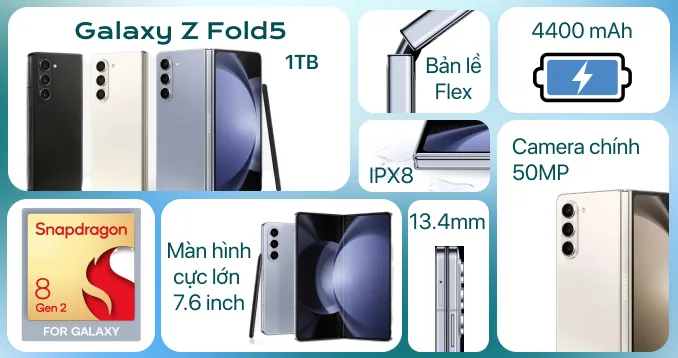 Galaxy Z Fold5
1TB
Bản lề
Flex
4400 mAh
IPX8
Camera chính
50MP
Snapdragon
8
Gen 2
FOR GALAXY
Màn hình
cực lớn
7.6 inch
13.4mm